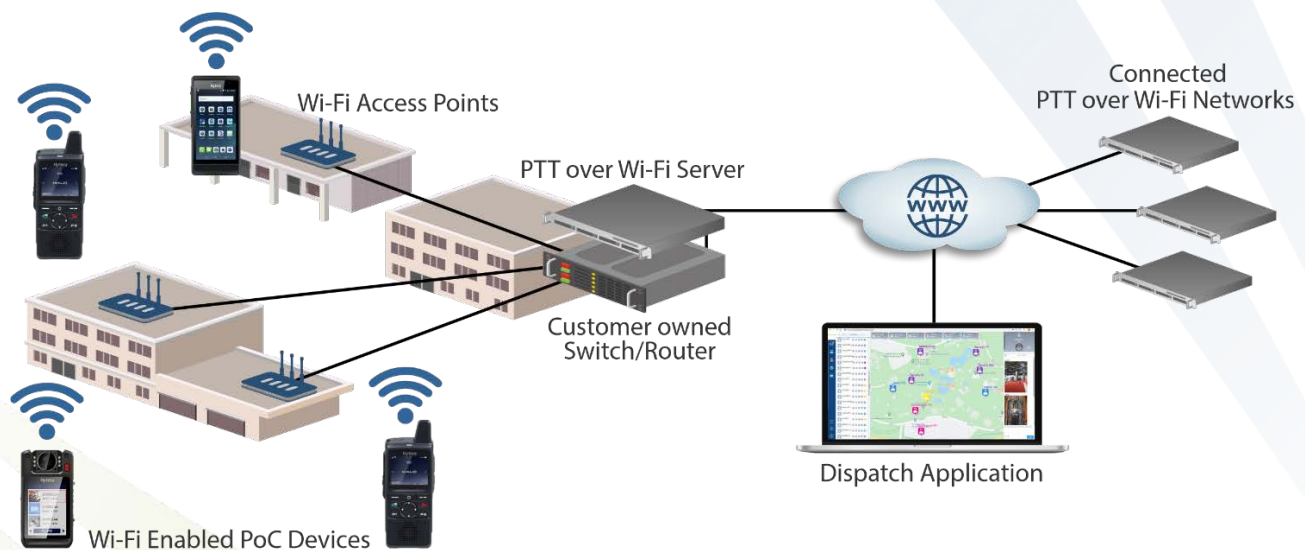 Wi-Fi Access Points
PTT over Wi-Fi Server
Connected
PTT over Wi-Fi Networks
www
Customer owned
Switch/Router
Dispatch Application
Wi-Fi Enabled PoC Devices